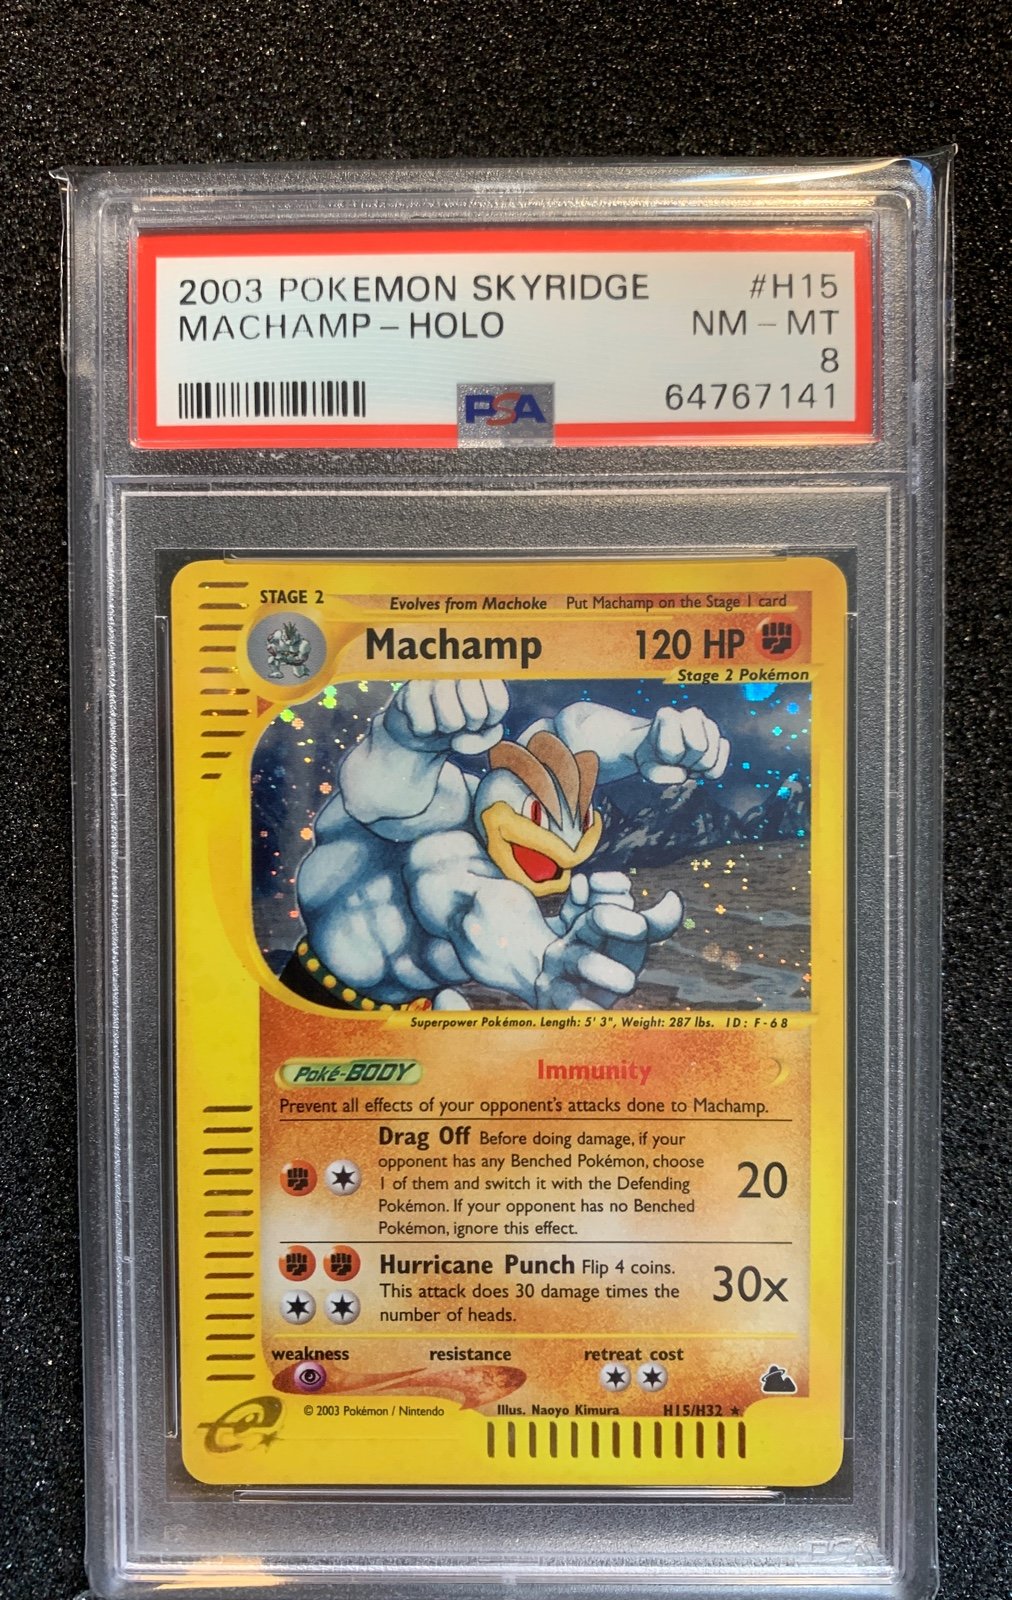 2003 POKEMON SKYRIDGE #H15
MACHAMP - HOLO NM - MT
8
PSA 64767141
STAGE 2 Evolves from Machoke Put Machamp on the Stage 1 card
Machamp 120 HP
Stage 2 Pokémon
Superpower Pokémon. Length: 5' 3", Weight: 287 lbs. ID: F-68
Poké-BODY Immunity
Prevent all effects of your opponent's attacks done to Machamp.
Drag Off Before doing damage, if your
opponent has any Benched Pokémon, choose
1 of them and switch it with the Defending
Pokémon. If your opponent has no Benched
Pokémon, ignore this effect.
20
Hurricane Punch Flip 4 coins.
This attack does 30 damage times the
number of heads.
30x
weakness resistance retreat cost
e
© 2003 Pokémon / Nintendo Illus. Naoyo Kimura H15/H32 ★